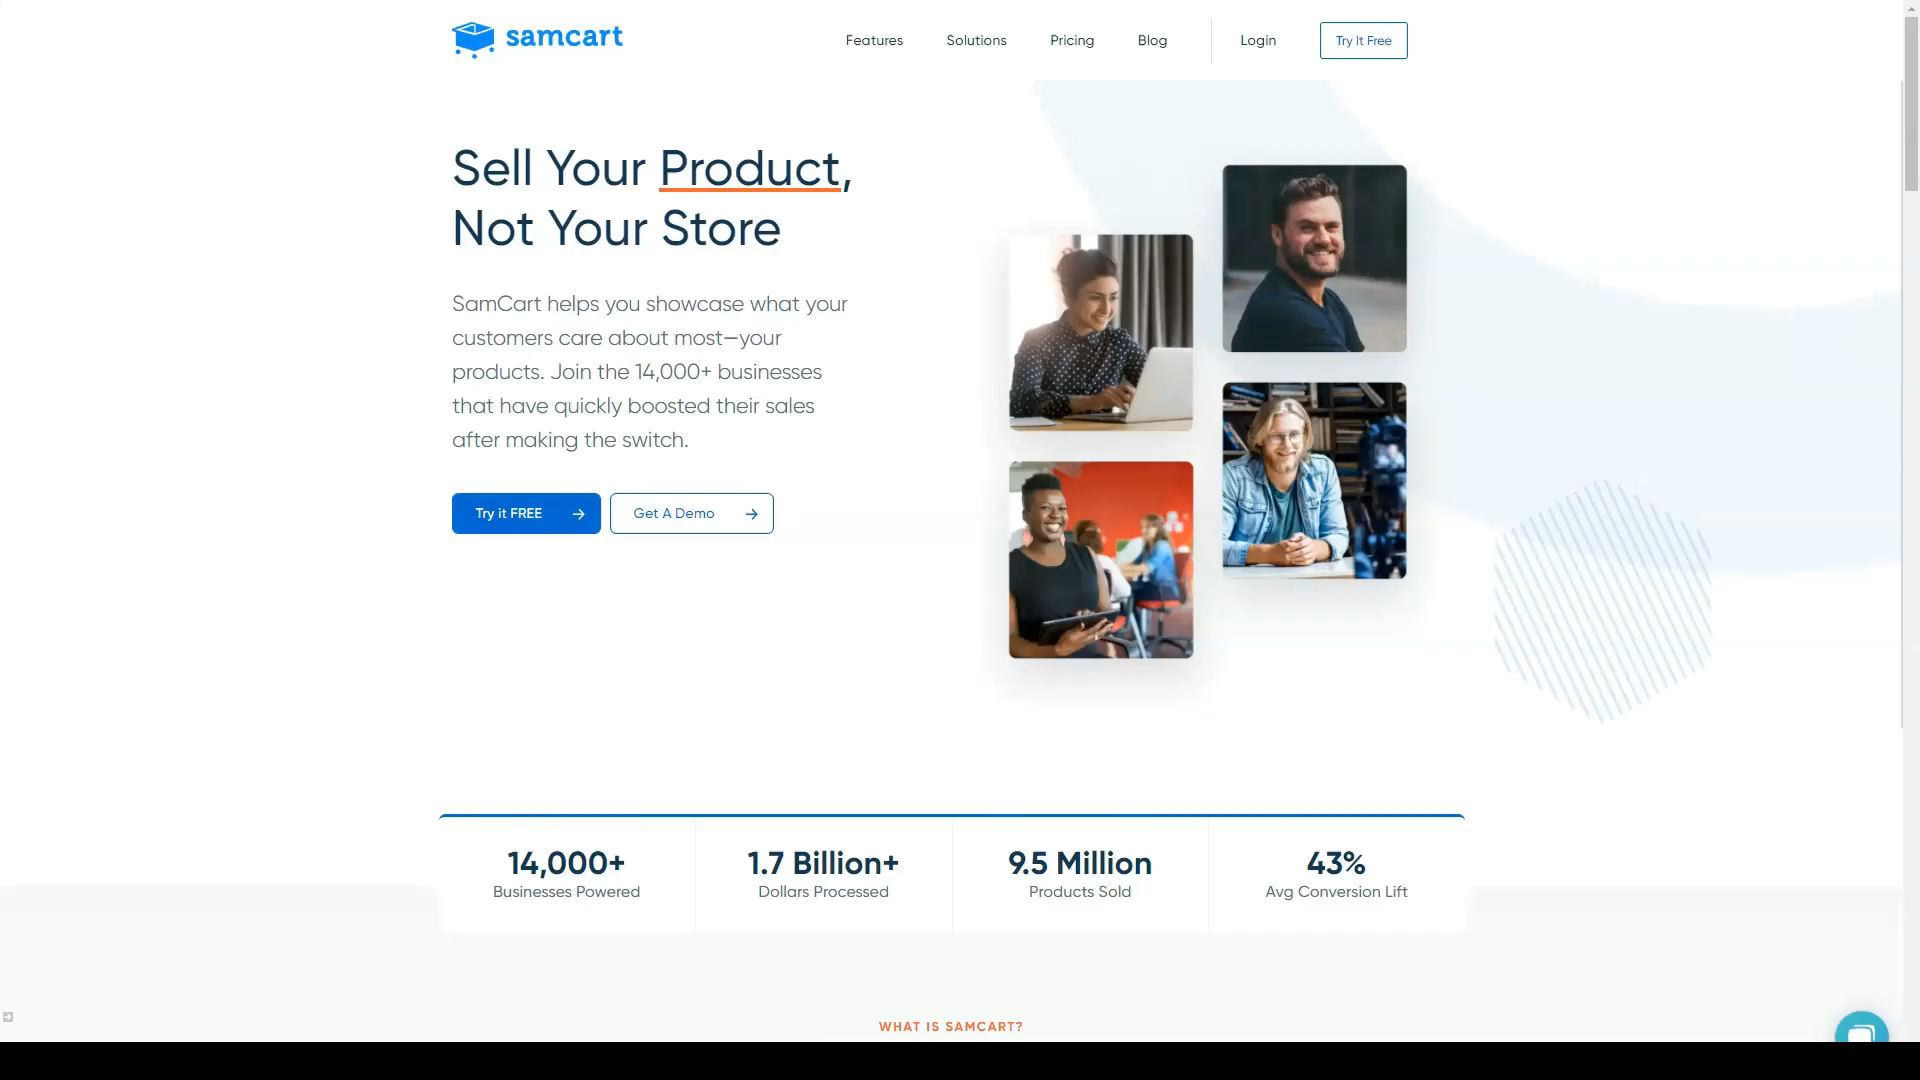 samcart
Features
Solutions
Pricing
Blog
Login
Try It Free
Sell Your Product,
Not Your Store
SamCart helps you showcase what your
customers care about most—your
products. Join the 14,000+ businesses
that have quickly boosted their sales
after making the switch.
Try it FREE
Get A Demo
14,000+
Businesses Powered
1.7 Billion+
Dollars Processed
9.5 Million
Products Sold
43%
Avg Conversion Lift
WHAT IS SAMCART?